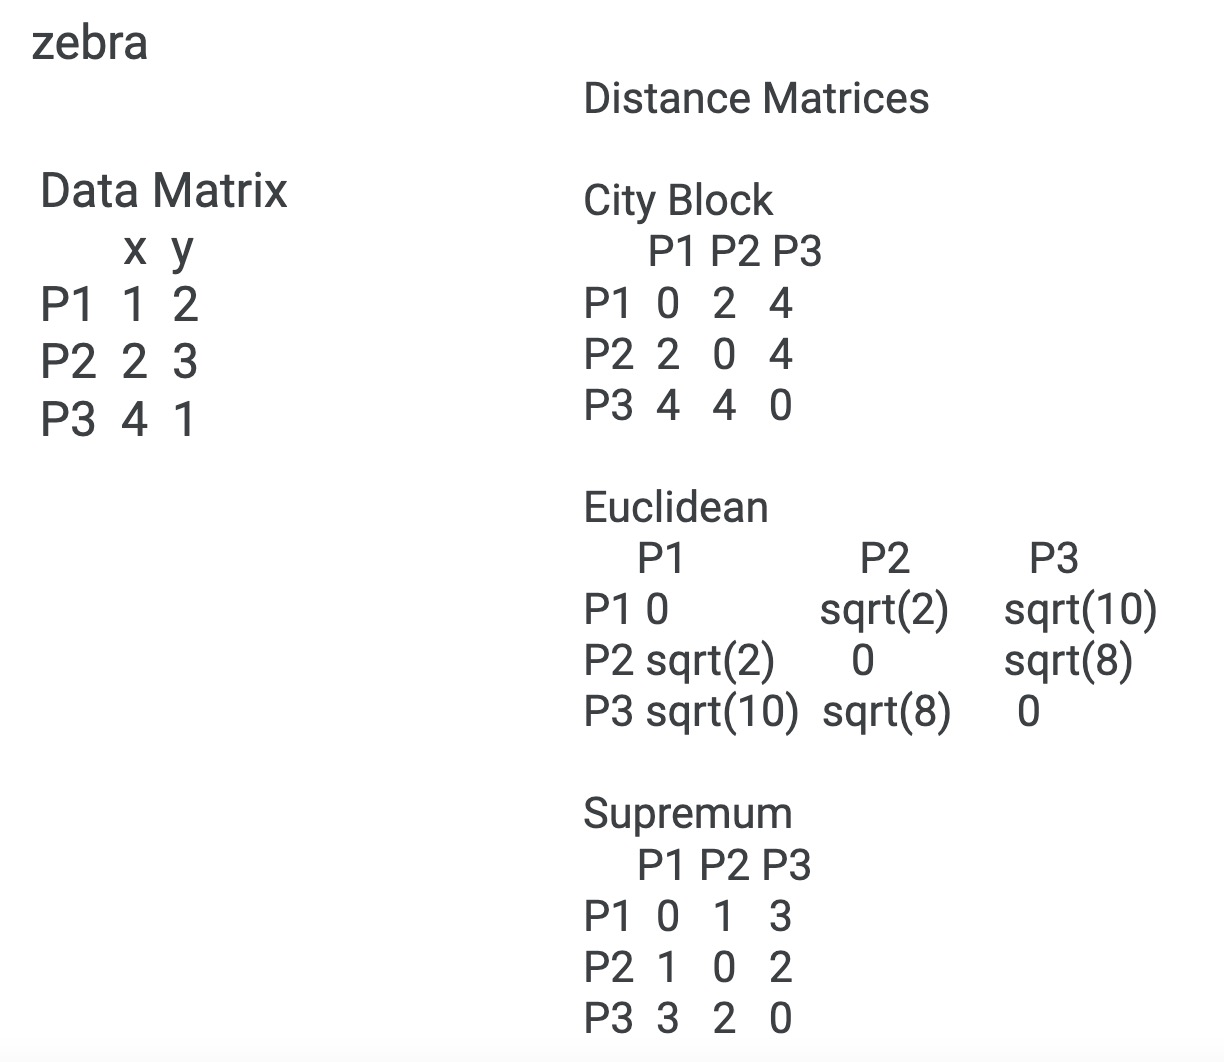 zebra
Data Matrix
x y
P1 1 2
P2 2 3
P3 4 1
Distance Matrices
City Block
P1 P2 P3
P1 0 2 4
P2 2 0 4
P3 4 4 0
Euclidean
P1 P2 P3
P1 0 sqrt(2) sqrt(10)
P2 sqrt(2) 0 sqrt(8)
P3 sqrt(10) sqrt(8) 0
Supremum
P1 P2 P3
P1 0 1 3
P2 1 0 2
P3 3 2 0